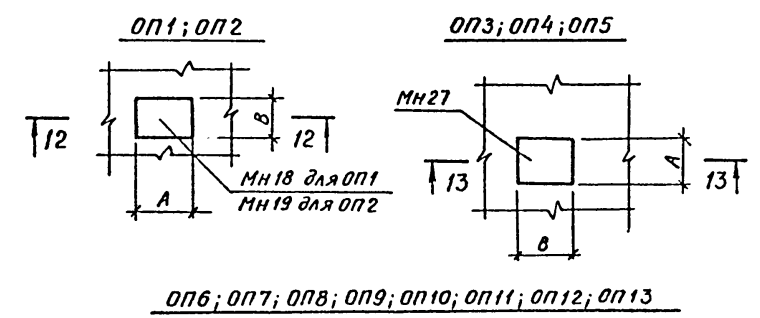 ОП1; ОП2
В
12
12
Мн18 для ОП1
Мн19 для ОП2
А
ОП3; ОП4; ОП5
Мн27
А
13
13
В
ОП6; ОП7; ОП8; ОП9; ОП10; ОП11; ОП12; ОП13